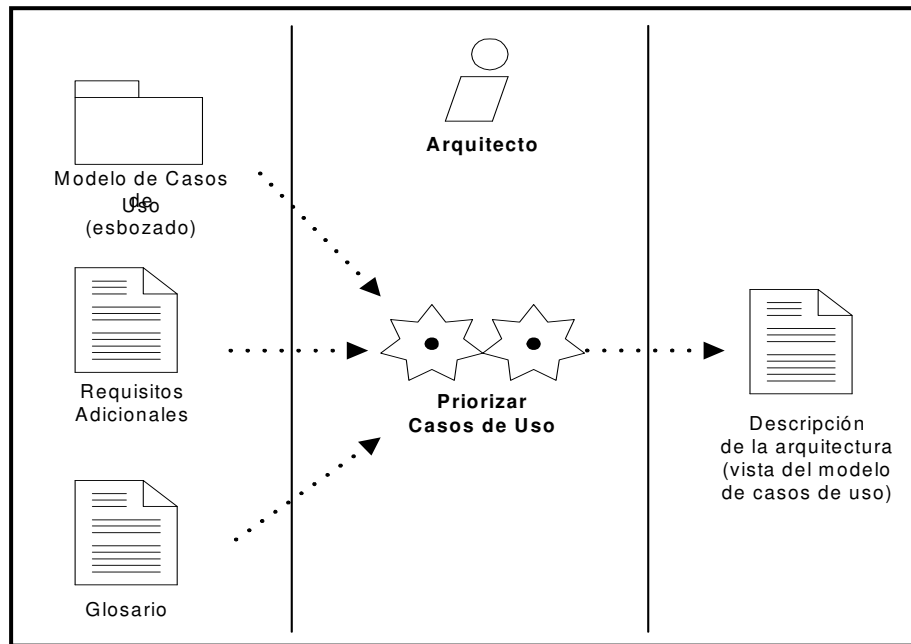 Modelo de Casos
de
Uso
(esbozado)
Requisitos
Adicionales
Glosario
Arquitecto
Priorizar
Casos de Uso
Descripción
de la arquitectura
(vista del modelo
de casos de uso)